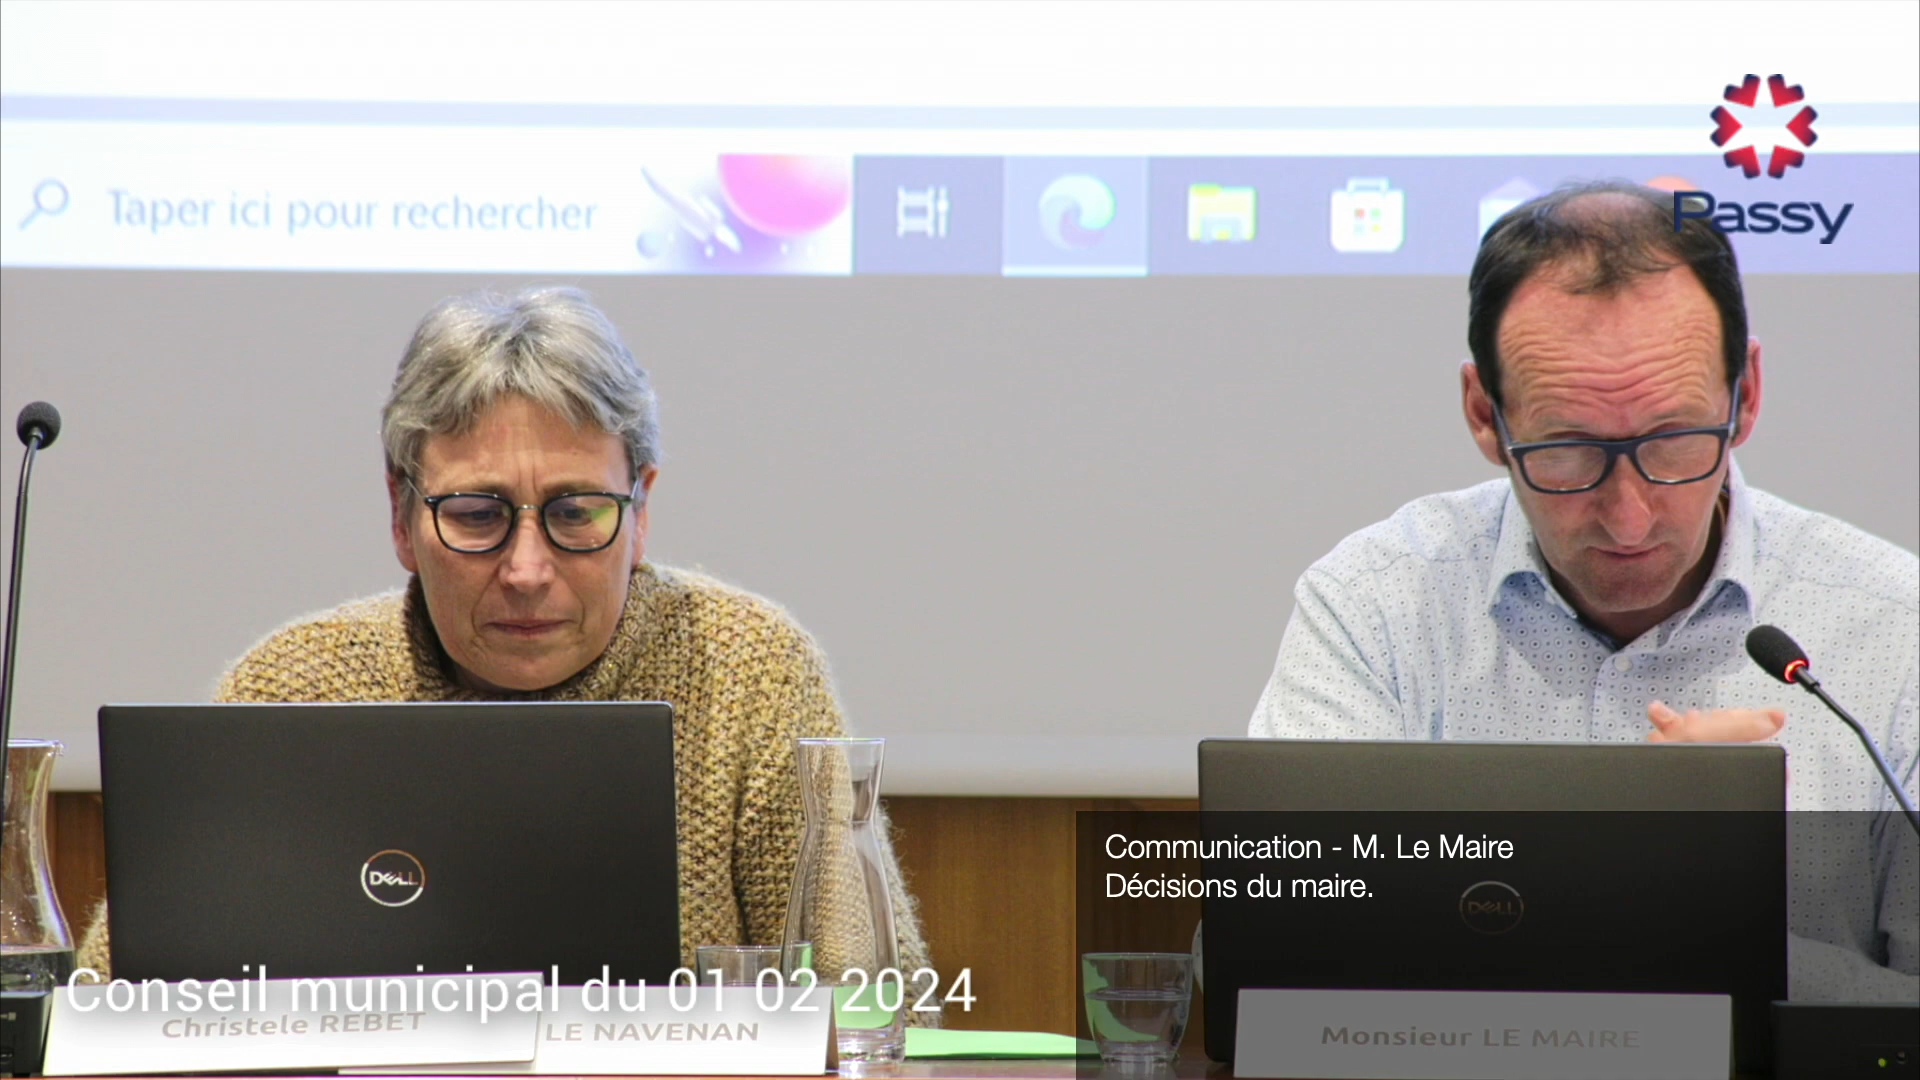 Taper ici pour rechercher
Passy
DELL
Communication - M. Le Maire
Décisions du maire.
DELL
Conseil municipal du 01 02 2024
Christele REBET
LE NAVENAN
Monsieur LE MAIRE